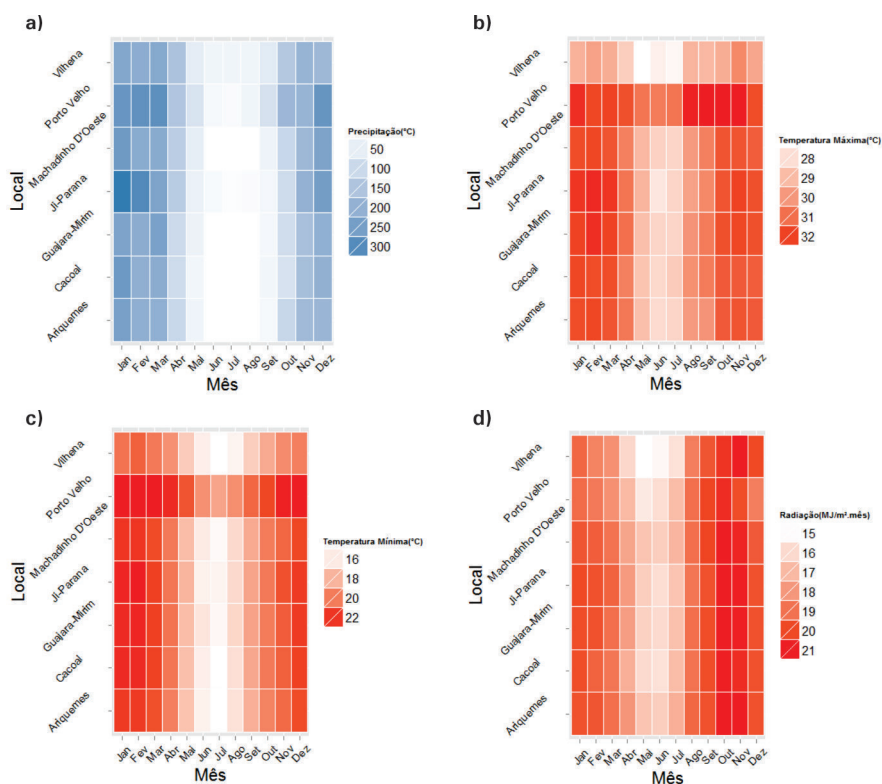 a)
Local
Vilhena
Porto Velho
Machadinho D'Oeste
Ji-Parana
Guajara-Mirim
Cacoal
Ariquemes
Jan Fev Mar Abr Mai Jun Jul Ago Set Out Nov Dez
Mês
Precipitação(ºC)
50
100
150
200
250
300
b)
Local
Vilhena
Porto Velho
Machadinho D'Oeste
Ji-Parana
Guajara-Mirim
Cacoal
Ariquemes
Jan Fev Mar Abr Mai Jun Jul Ago Set Out Nov Dez
Mês
Temperatura Máxima(ºC)
28
29
30
31
32
c)
Local
Vilhena
Porto Velho
Machadinho D'Oeste
Ji-Parana
Guajara-Mirim
Cacoal
Ariquemes
Jan Fev Mar Abr Mai Jun Jul Ago Set Out Nov Dez
Mês
Temperatura Mínima(ºC)
16
18
20
22
d)
Local
Vilhena
Porto Velho
Machadinho D'Oeste
Ji-Parana
Guajara-Mirim
Cacoal
Ariquemes
Jan Fev Mar Abr Mai Jun Jul Ago Set Out Nov Dez
Mês
Radiação(MJ/m².mês)
15
16
17
18
19
20
21